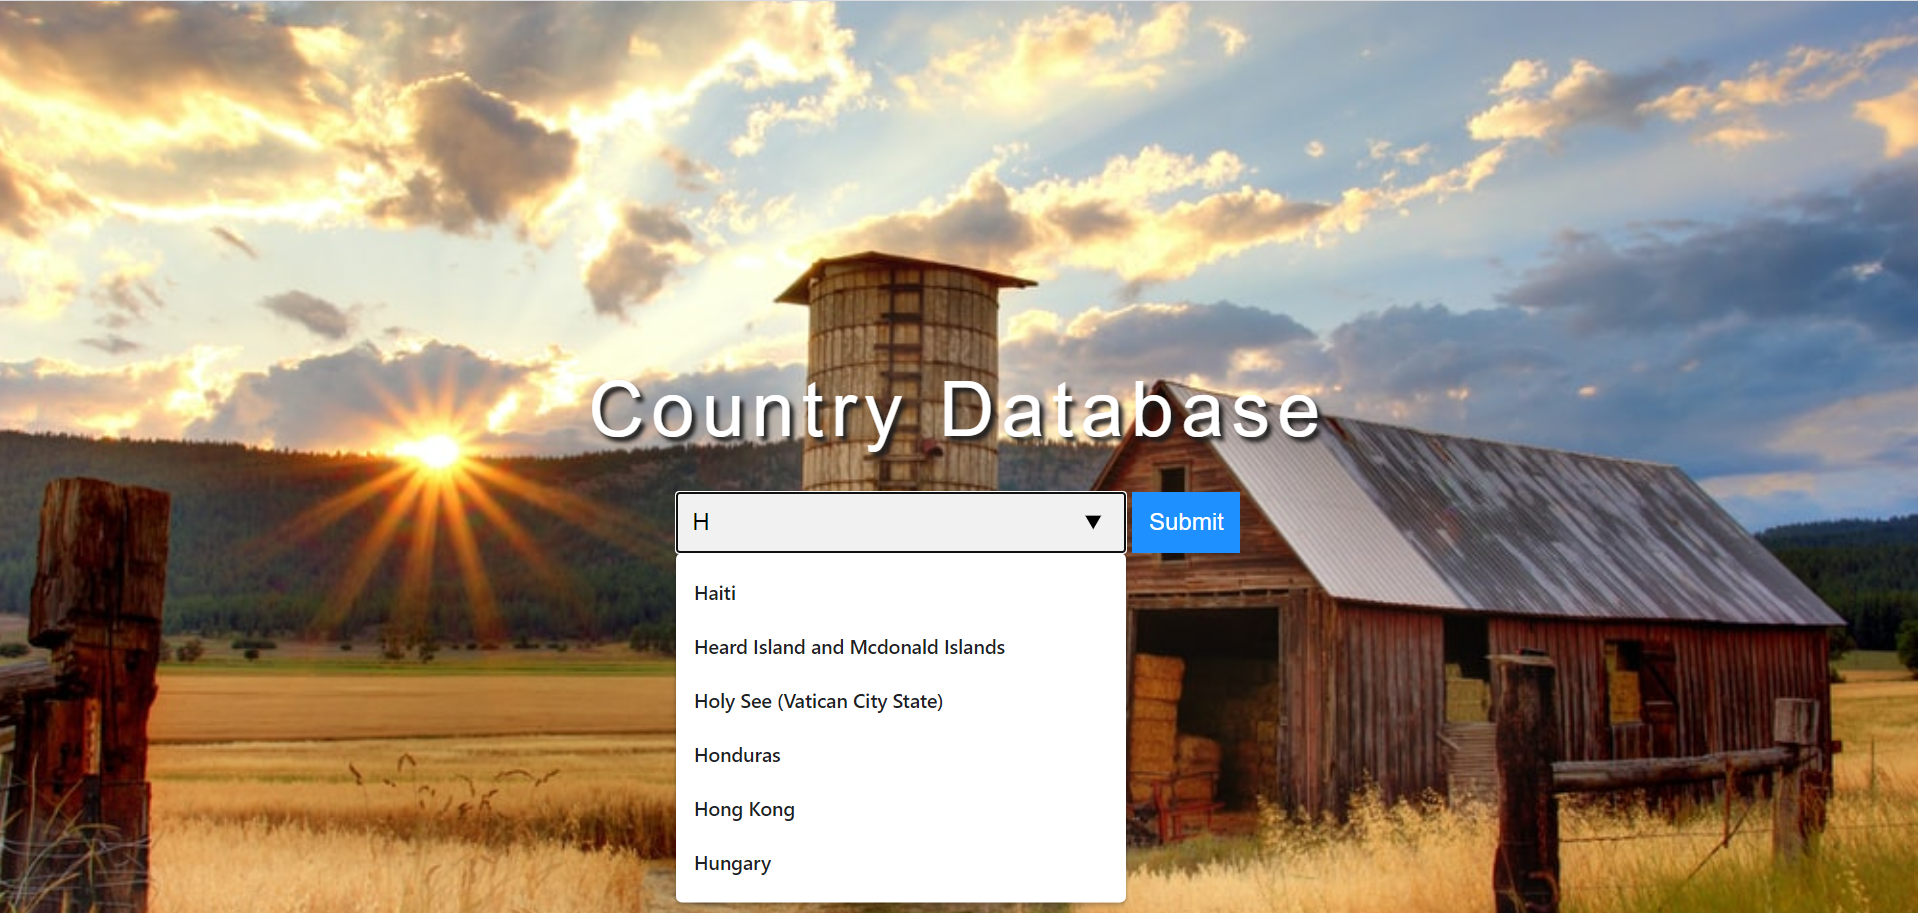 Country Database
H
Submit
Haiti
Heard Island and Mcdonald Islands
Holy See (Vatican City State)
Honduras
Hong Kong
Hungary